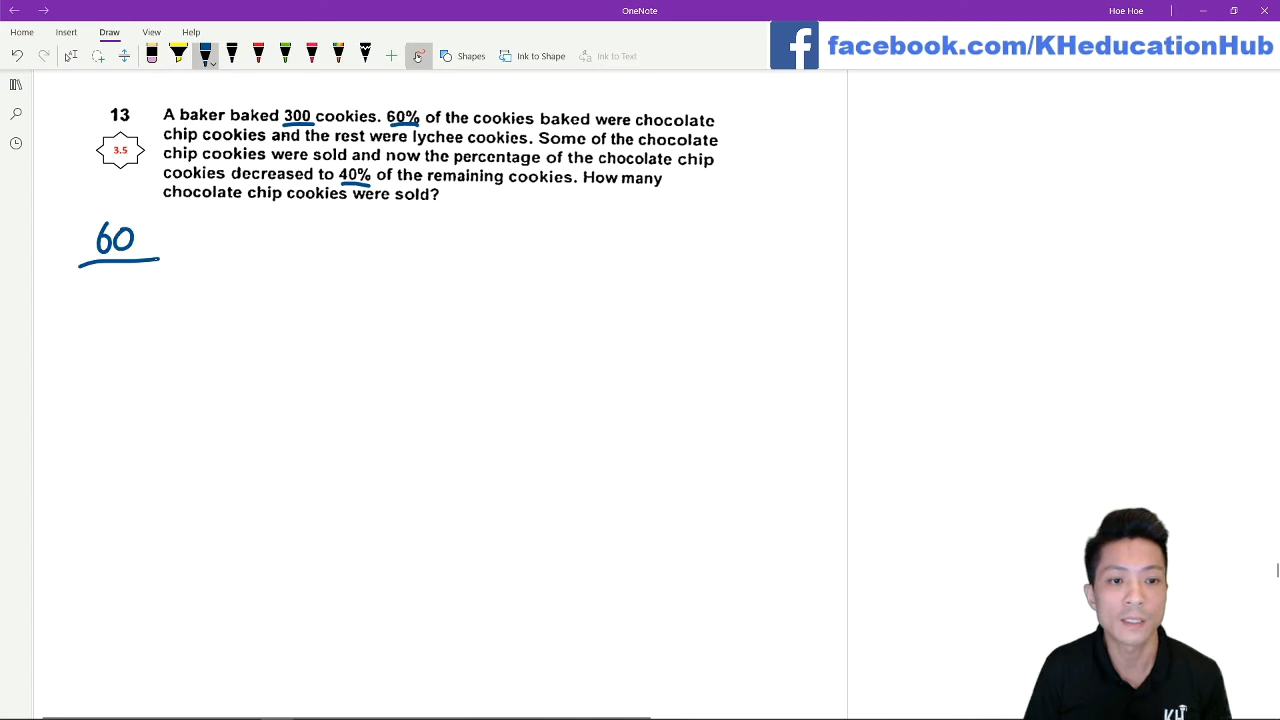 OneNote
Hoe Hoe
Home Insert Draw View Help
Shapes Ink to Shape Ink to Text
facebook.com/KHeducationHub
13 A baker baked 300 cookies. 60% of the cookies baked were chocolate
3.5 chip cookies and the rest were lychee cookies. Some of the chocolate
chip cookies were sold and now the percentage of the chocolate chip
cookies decreased to 40% of the remaining cookies. How many
chocolate chip cookies were sold?
60
KH